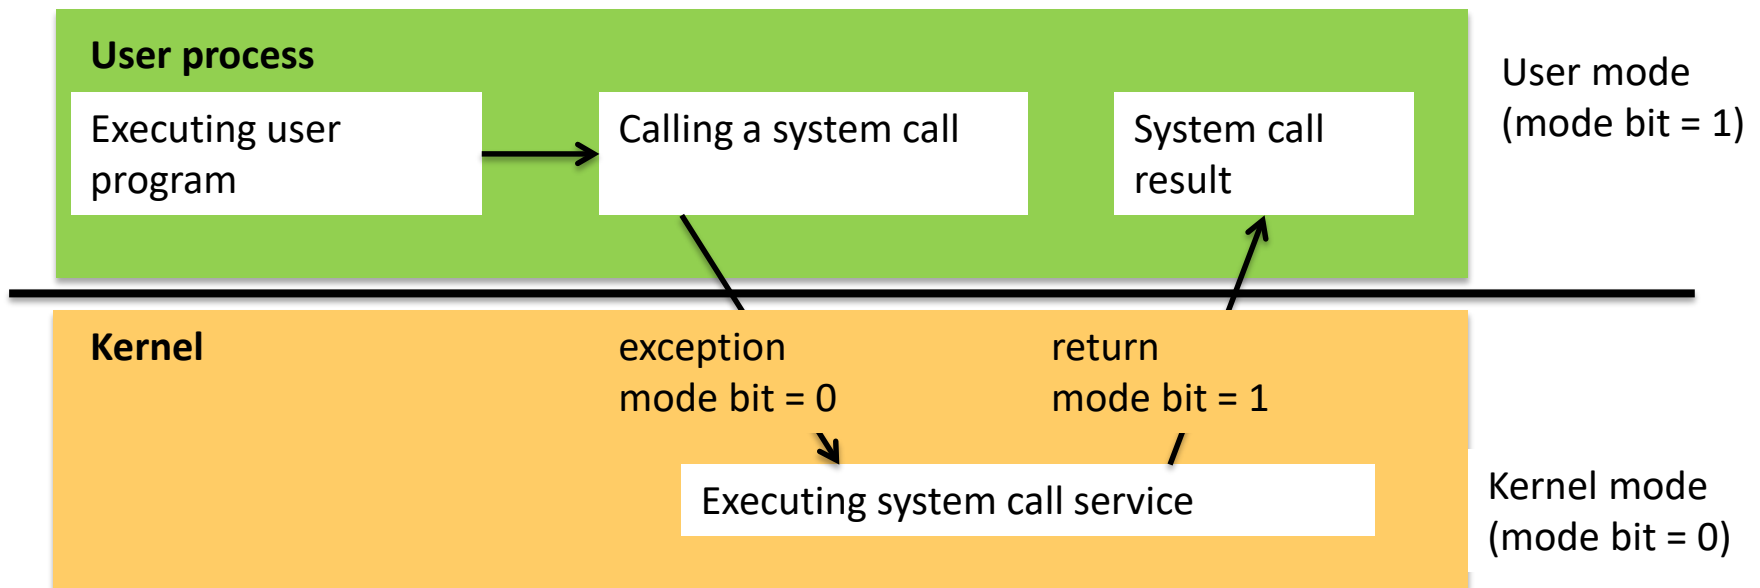 User process
Executing user
program
Calling a system call
System call
result
User mode
(mode bit = 1)
Kernel
exception
mode bit = 0
return
mode bit = 1
Executing system call service
Kernel mode
(mode bit = 0)